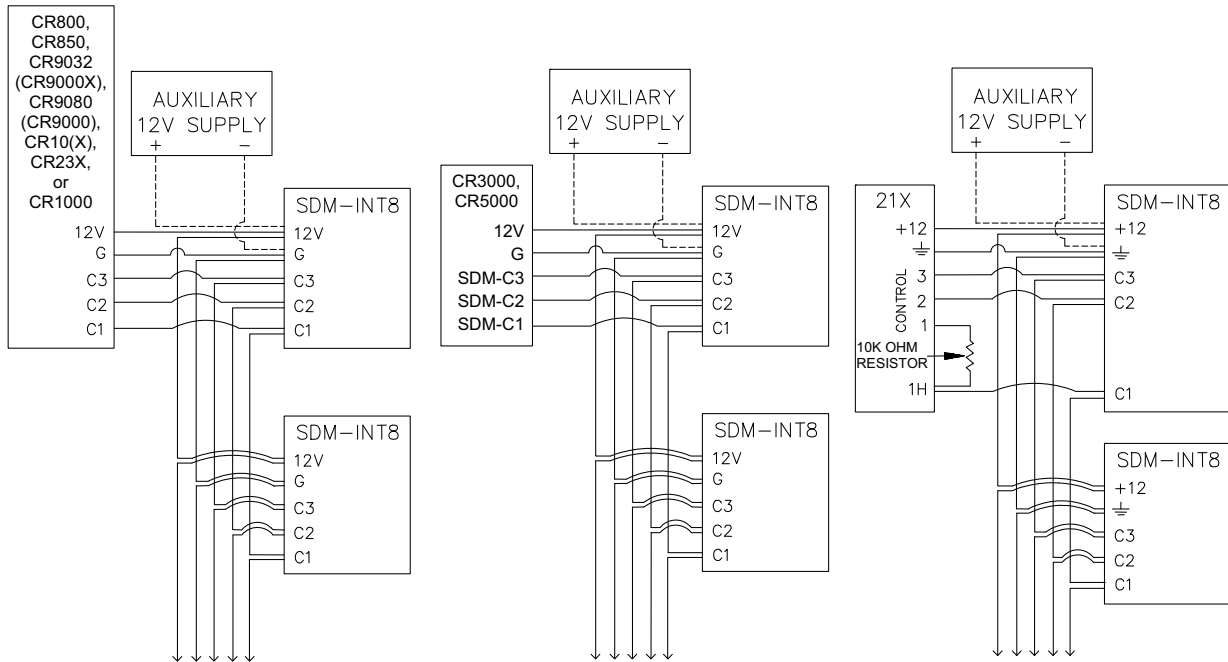 CR800,
CR850,
CR9032
(CR9000X),
CR9080
(CR9000),
CR10(X),
CR23X,
or
CR1000
12V
G
C3
C2
C1
AUXILIARY
12V SUPPLY
+ −
SDM-INT8
12V
G
C3
C2
C1
SDM-INT8
12V
G
C3
C2
C1
CR3000,
CR5000
12V
G
SDM-C3
SDM-C2
SDM-C1
AUXILIARY
12V SUPPLY
+ −
SDM-INT8
12V
G
C3
C2
C1
SDM-INT8
12V
G
C3
C2
C1
21X
+12
3
2
1
CONTROL
10K OHM
RESISTOR
1H
AUXILIARY
12V SUPPLY
+ −
SDM-INT8
+12
C3
C2
C1
SDM-INT8
+12
C3
C2
C1